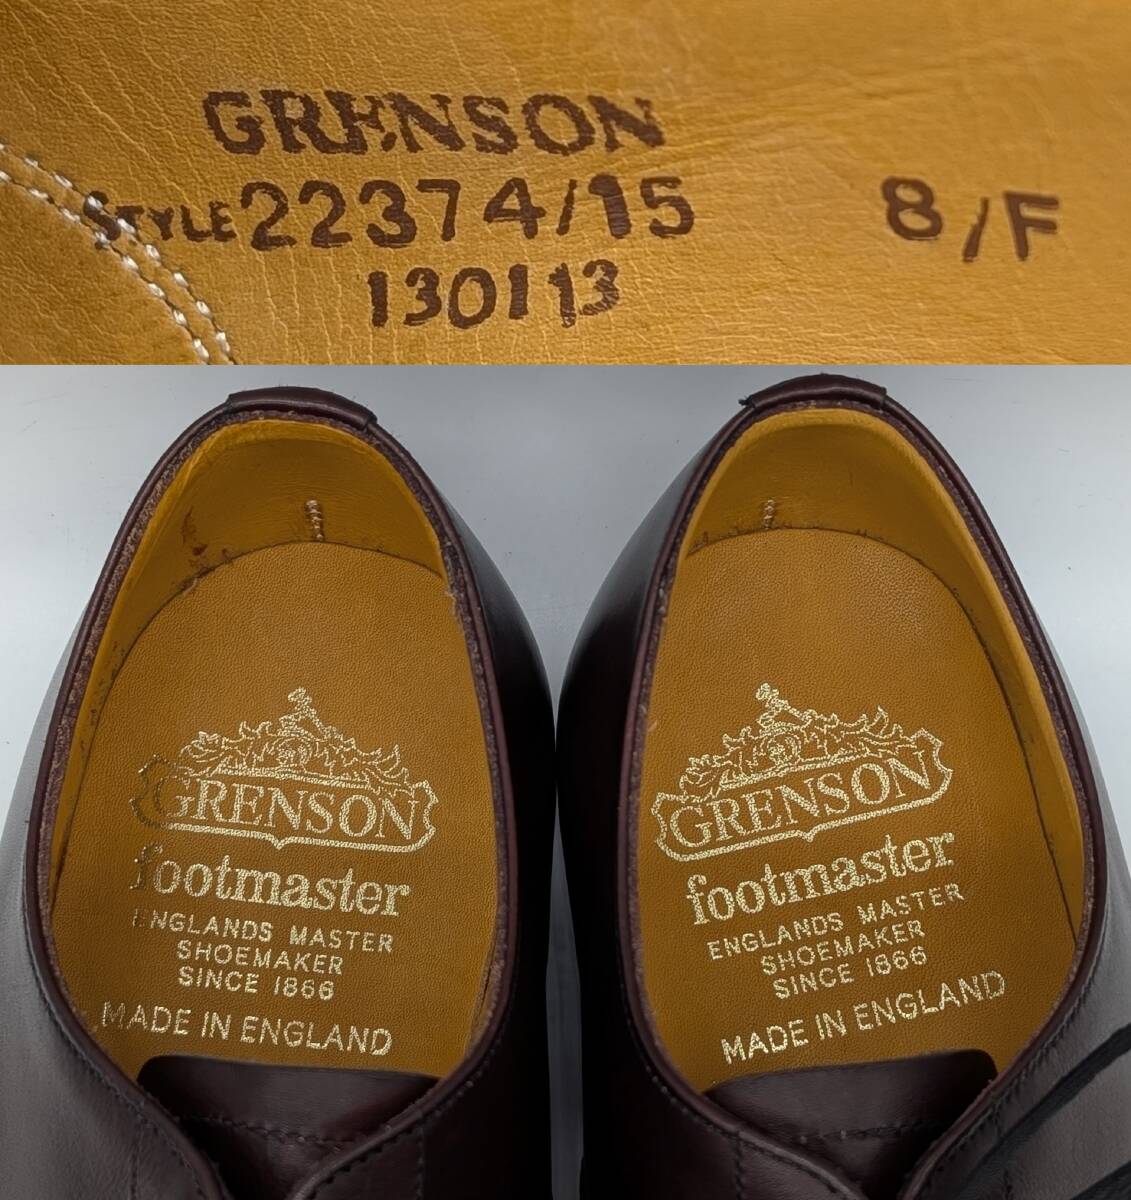 GRENSON
STYLE 22374/15 8/F
130113
GRENSON
footmaster
ENGLANDS MASTER
SHOEMAKER
SINCE 1866
MADE IN ENGLAND
GRENSON
footmaster
ENGLANDS MASTER
SHOEMAKER
SINCE 1866
MADE IN ENGLAND